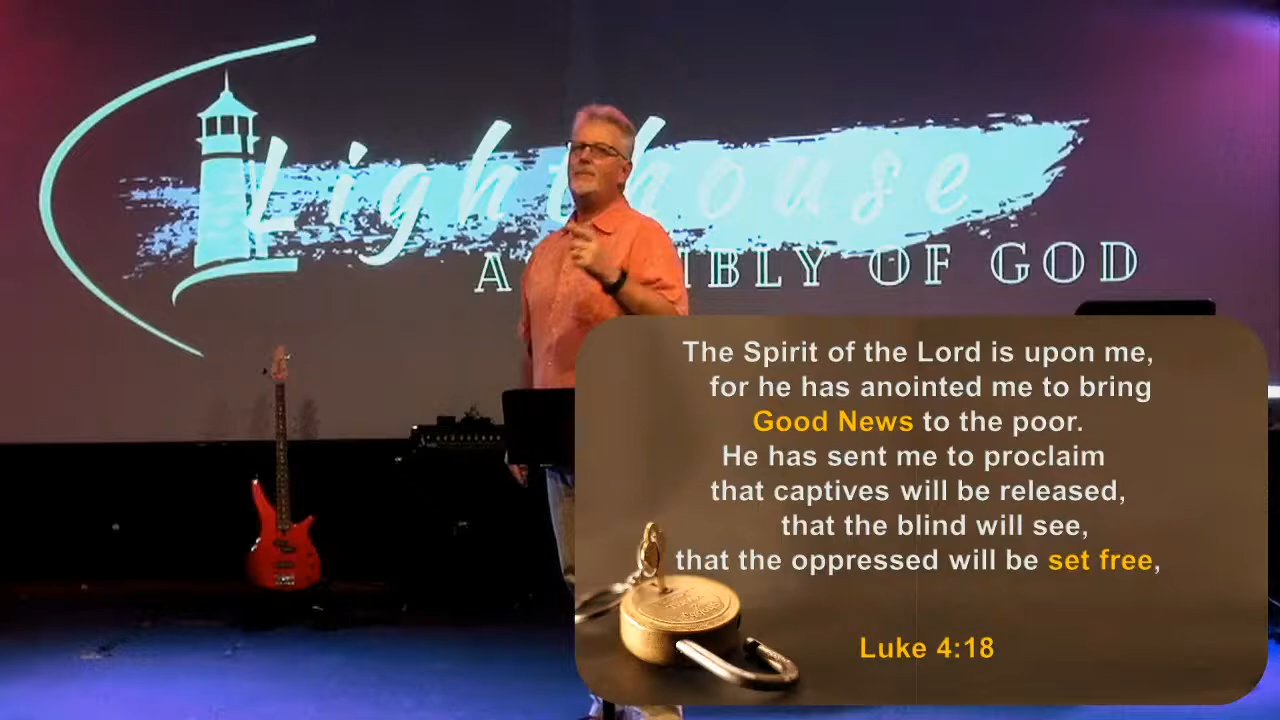 Lighthouse
A MBLY OF GOD
The Spirit of the Lord is upon me,
for he has anointed me to bring
Good News to the poor.
He has sent me to proclaim
that captives will be released,
that the blind will see,
that the oppressed will be set free,
Luke 4:18